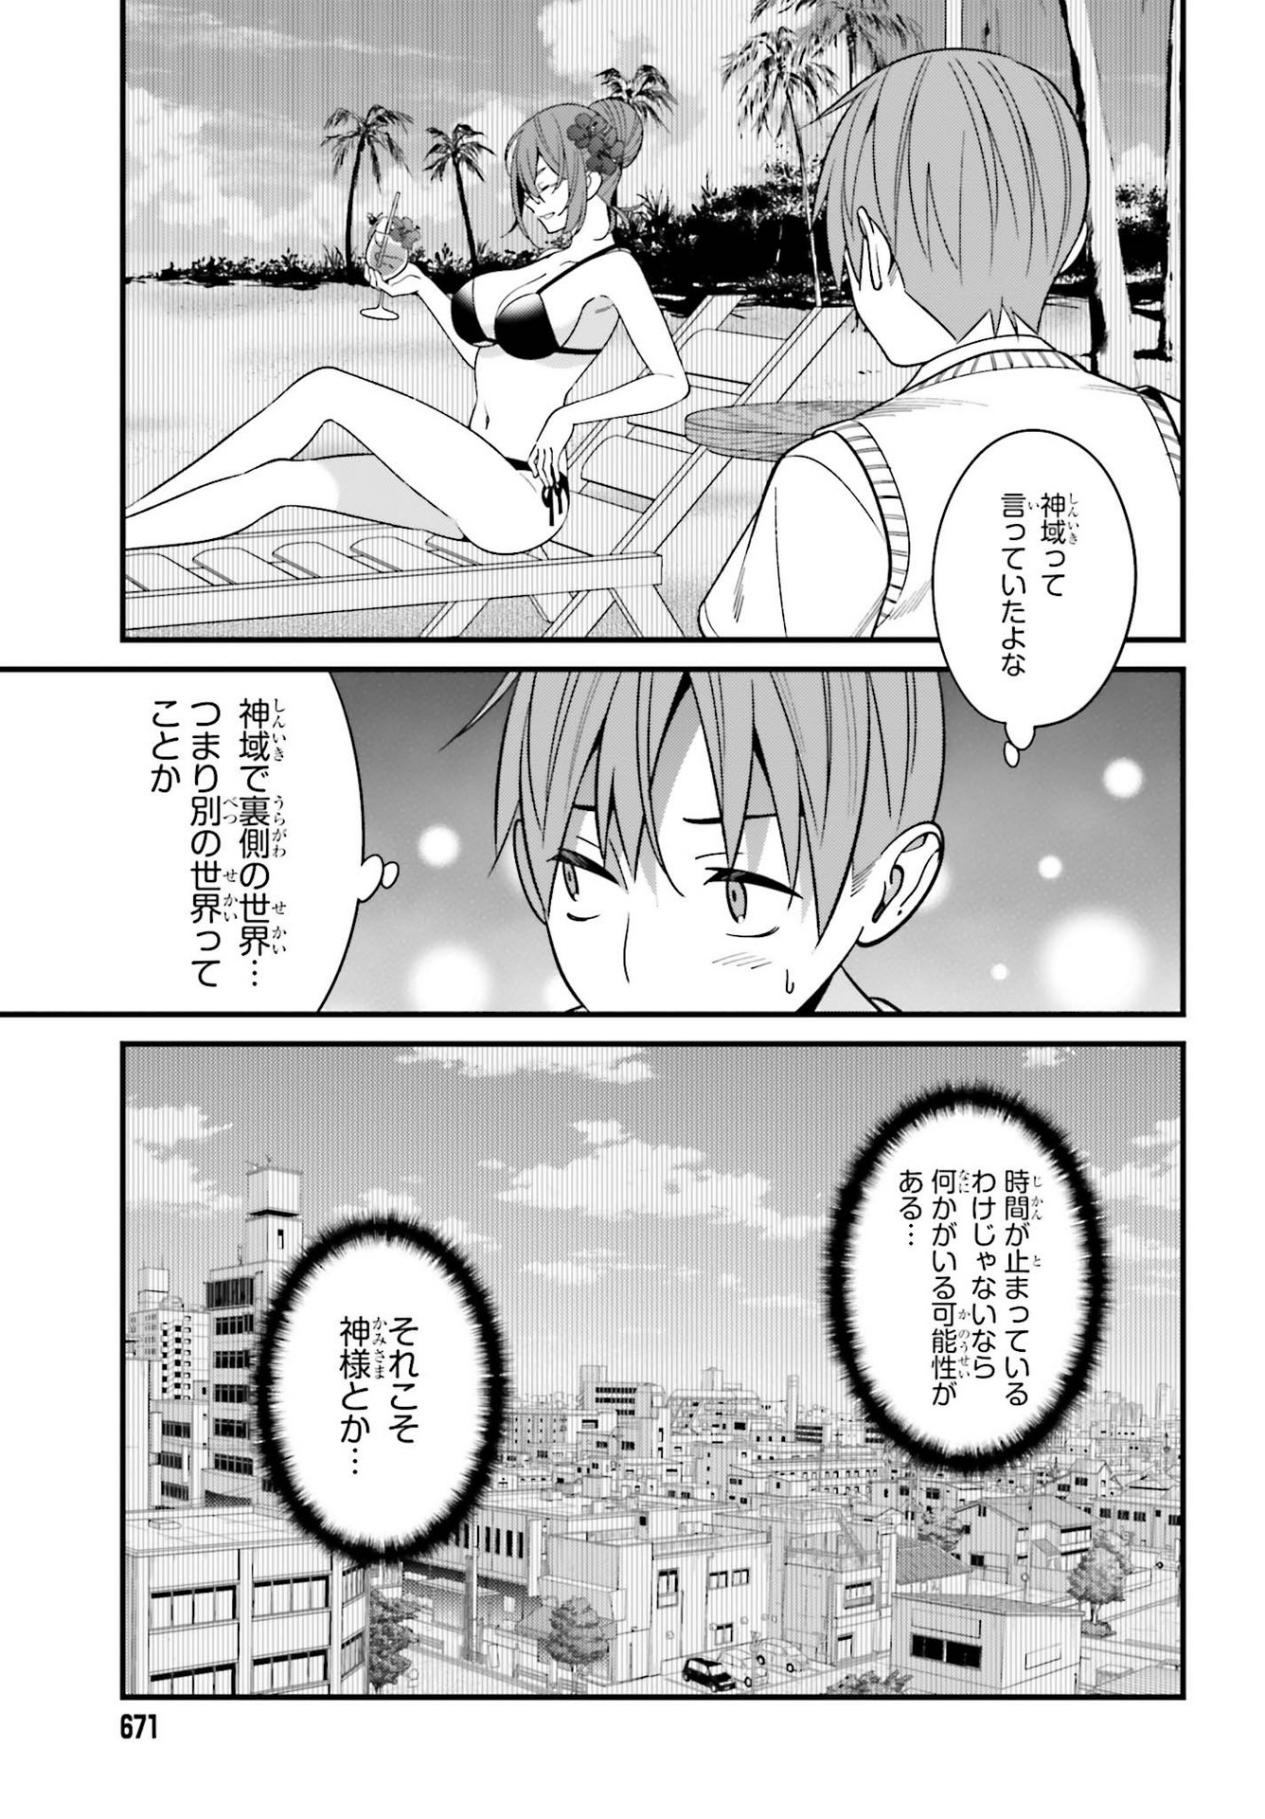 神域って
言っていたよな
神域で裏側の世界…
つまり別の世界って
ことか
時間が止まっている
わけじゃないなら
何かがいる可能性が
ある…
それこそ
神様とか…
671